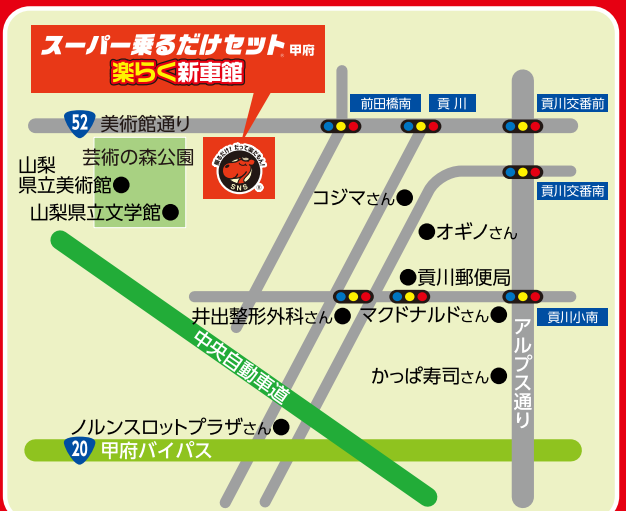 スーパー乗るだけセット 甲府
楽らく新車館
前田橋南
貢川
貢川交番前
52
美術館通り
芸術の森公園
山梨
県立美術館
山梨県立文学館
SNS
貢川交番南
コジマさん
オギノさん
貢川郵便局
井出整形外科さん
マクドナルドさん
貢川小南
アルプス通り
中央自動車道
かっぱ寿司さん
ノルンスロットプラザさん
20
甲府バイパス